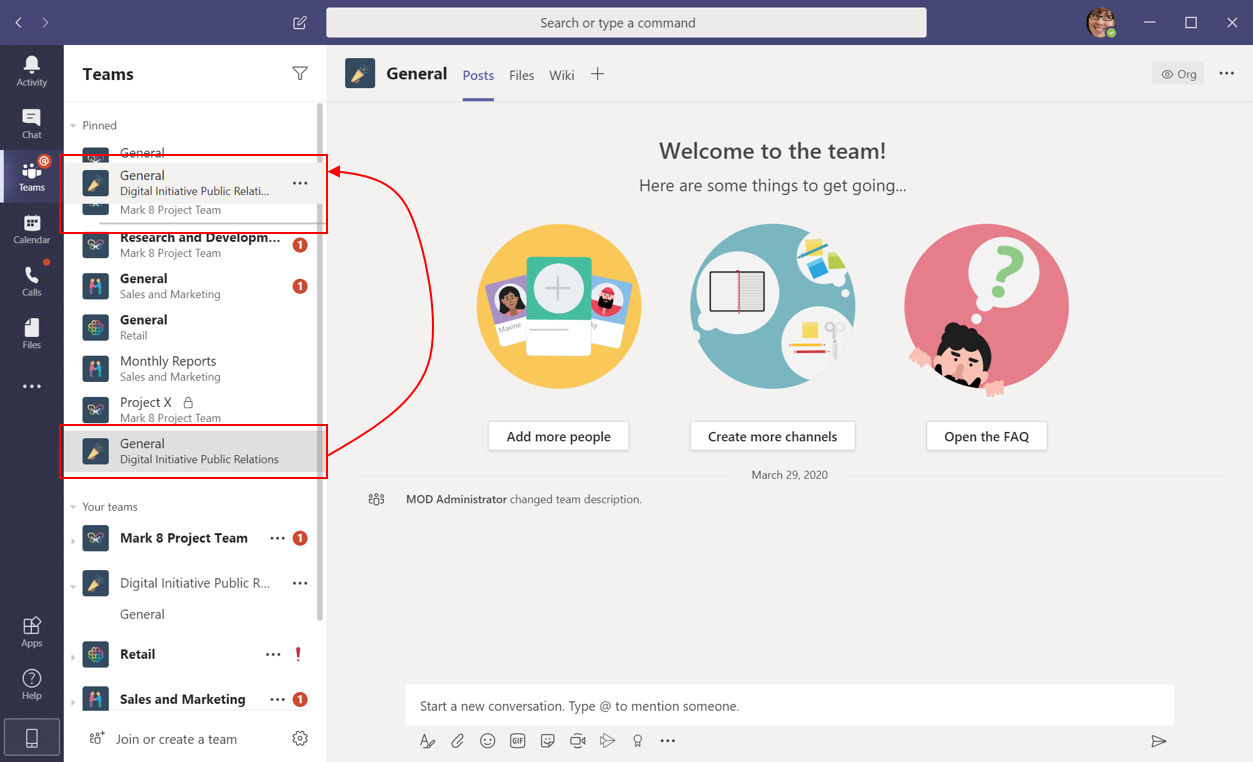 Search or type a command
Activity
Chat
@
Teams
Calendar
Calls
Files
Apps
Help
Teams
Pinned
General
General
Digital Initiative Public Relati...
Mark 8 Project Team
Research and Developm...
1
Mark 8 Project Team
General
1
Sales and Marketing
General
Retail
Monthly Reports
Sales and Marketing
Project X
Mark 8 Project Team
General
Digital Initiative Public Relations
Your teams
Mark 8 Project Team
1
Digital Initiative Public R...
General
Retail
Sales and Marketing
1
Join or create a team
General
Posts
Files
Wiki
Org
Welcome to the team!
Here are some things to get going...
Maxine
?
Add more people
Create more channels
Open the FAQ
March 29, 2020
MOD Administrator changed team description.
Start a new conversation. Type @ to mention someone.
GIF